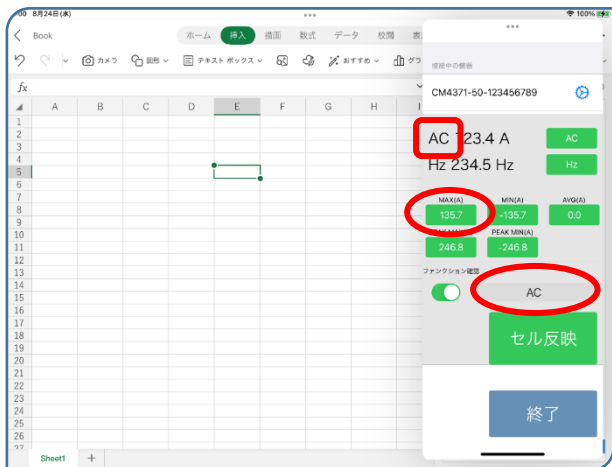 8月24日(水)
100%
Book
ホーム 挿入 描画 数式 データ 校閲 表
カメラ 図形 テキスト ボックス おすすめ グラ
fx
A B C D E F G H I
1
2
3
4
5
6
7
8
9
10
11
12
13
14
15
16
17
18
19
20
21
22
23
24
25
26
27
Sheet1 +
接続中の機器
CM4371-50-123456789
AC 123.4 A AC
Hz 234.5 Hz Hz
MAX(A) MIN(A) AVG(A)
135.7 -135.7 0.0
PEAK MIN(A)
246.8 -246.8
ファンクション確認
AC
セル反映
終了